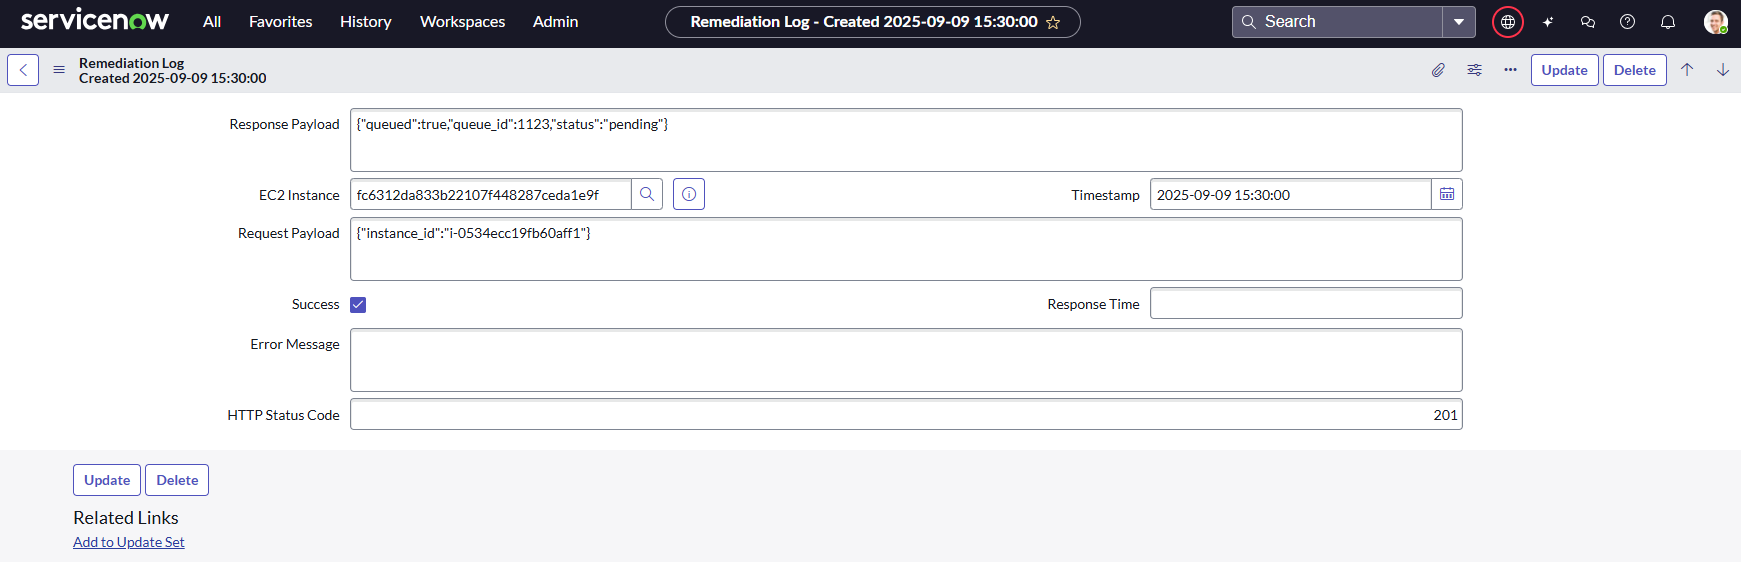 servicenow All Favorites History Workspaces Admin Remediation Log - Created 2025-09-09 15:30:00 Search
Remediation Log
Created 2025-09-09 15:30:00 Update Delete
Response Payload {"queued":true,"queue_id":1123,"status":"pending"}
EC2 Instance fc6312da833b22107f448287ceda1e9f Timestamp 2025-09-09 15:30:00
Request Payload {"instance_id":"i-0534ecc19fb60aff1"}
Success Response Time
Error Message
HTTP Status Code 201
Update Delete
Related Links
Add to Update Set